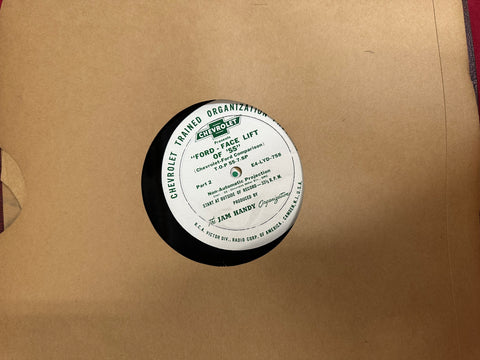 CHEVROLET TRAINED ORGANIZATION
CHEVROLET
Presents
"FORD - FACE LIFT
OF '55"
(Chevrolet-Ford Comparison)
T-O-P 55-7-SP
E4-LYD-798
Part 2
Non-Automatic Projection
START AT OUTSIDE OF RECORD—33⅓ R.P.M.
PRODUCED BY
The JAM HANDY Organization
R.C.A. VICTOR DIV., RADIO CORP. OF AMERICA, CAMDEN, N.J., U.S.A.